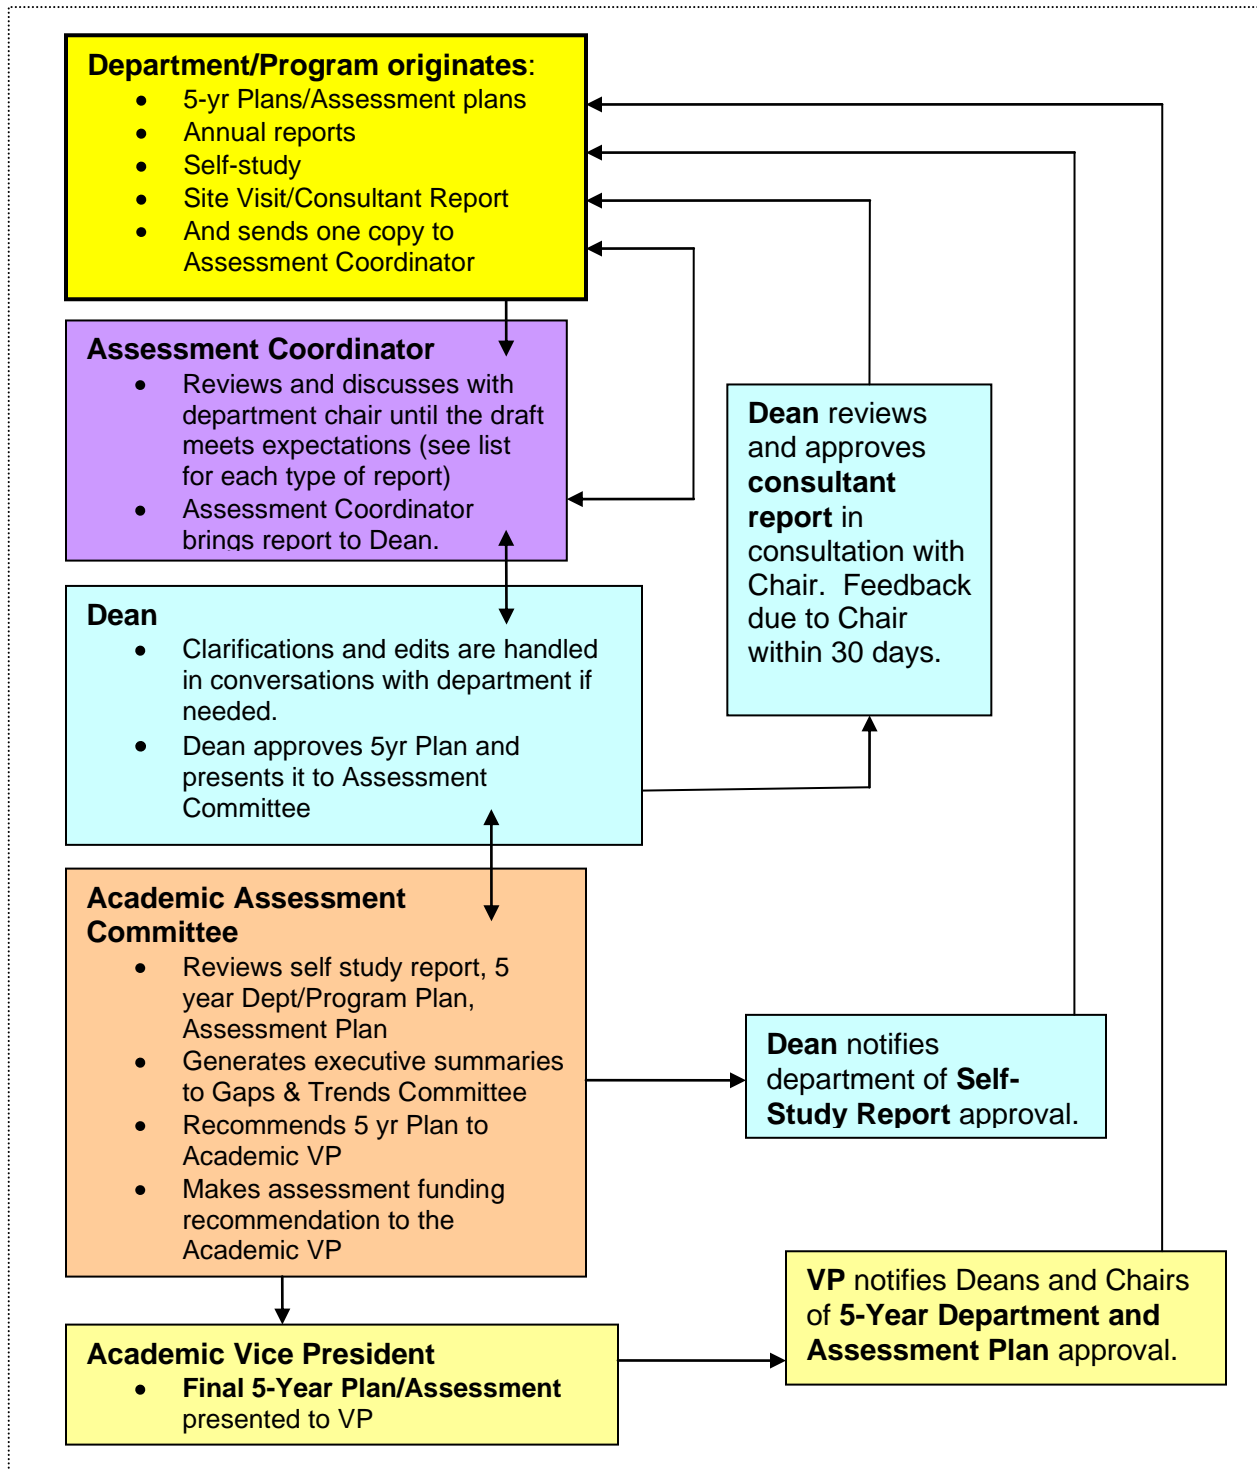 Department/Program originates:
• 5-yr Plans/Assessment plans
• Annual reports
• Self-study
• Site Visit/Consultant Report
• And sends one copy to
Assessment Coordinator
Assessment Coordinator
• Reviews and discusses with
department chair until the draft
meets expectations (see list
for each type of report)
• Assessment Coordinator
brings report to Dean.
Dean reviews
and approves
consultant
report in
consultation with
Chair.  Feedback
due to Chair
within 30 days.
Dean
• Clarifications and edits are handled
in conversations with department if
needed.
• Dean approves 5yr Plan and
presents it to Assessment
Committee
Academic Assessment
Committee
• Reviews self study report, 5
year Dept/Program Plan,
Assessment Plan
• Generates executive summaries
to Gaps & Trends Committee
• Recommends 5 yr Plan to
Academic VP
• Makes assessment funding
recommendation to the
Academic VP
Dean notifies
department of Self-
Study Report approval.
VP notifies Deans and Chairs
of 5-Year Department and
Assessment Plan approval.
Academic Vice President
• Final 5-Year Plan/Assessment
presented to VP